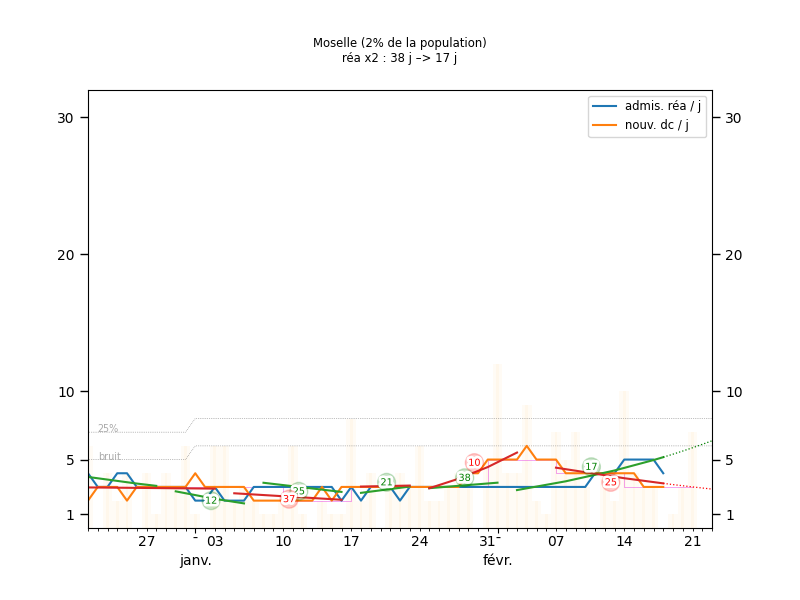 Moselle (2% de la population)
réa x2 : 38 j –> 17 j
admis. réa / j
nouv. dc / j
30 30
20 20
10 10
5 5
1 1
25%
bruit
12
25
37
21
38
10
17
25
27 03 10 17 24 31 07 14 21
janv. févr.